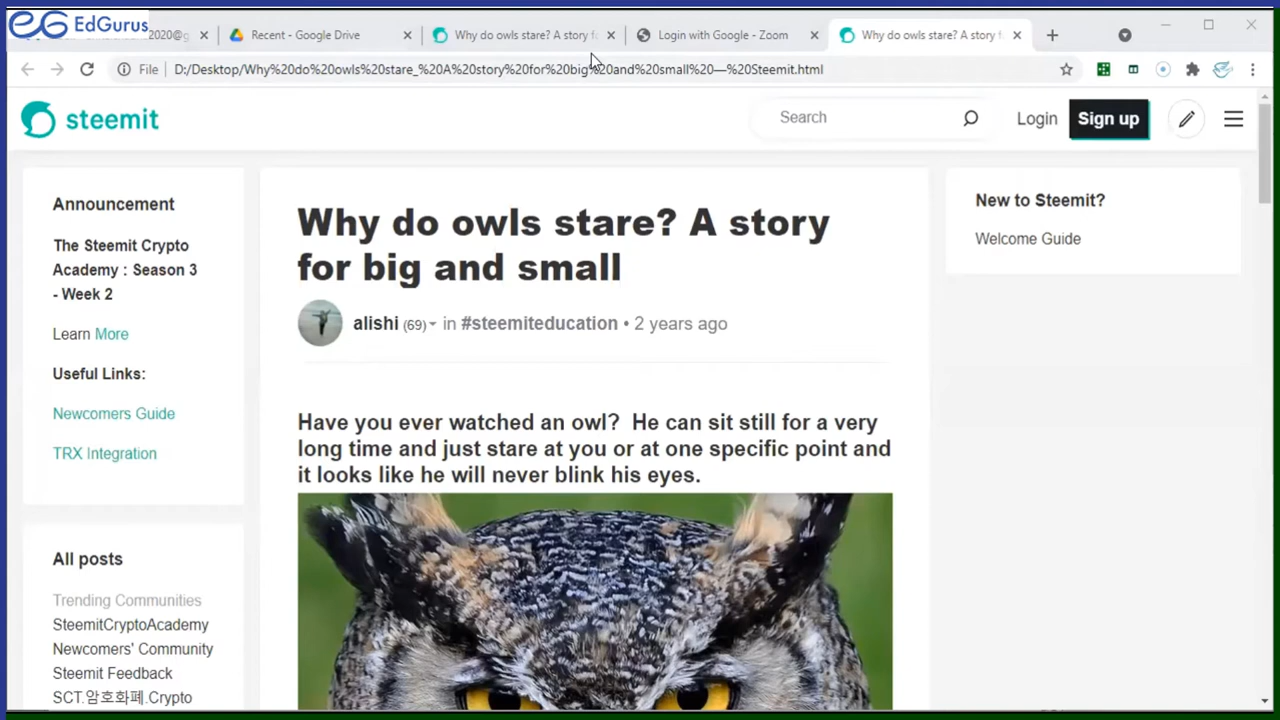 EdGurus
2020@g
Recent - Google Drive
Why do owls stare? A story f
Login with Google - Zoom
Why do owls stare? A story f
File
D:/Desktop/Why%20do%20owls%20stare_%20A%20story%20for%20big%20and%20small%20—%20Steemit.html
steemit
Search
Login
Sign up
Announcement
The Steemit Crypto
Academy : Season 3
- Week 2
Learn More
Useful Links:
Newcomers Guide
TRX Integration
All posts
Trending Communities
SteemitCryptoAcademy
Newcomers' Community
Steemit Feedback
SCT.암호화폐.Crypto
Why do owls stare? A story
for big and small
alishi (69) in #steemiteducation • 2 years ago
Have you ever watched an owl?  He can sit still for a very
long time and just stare at you or at one specific point and
it looks like he will never blink his eyes.
New to Steemit?
Welcome Guide